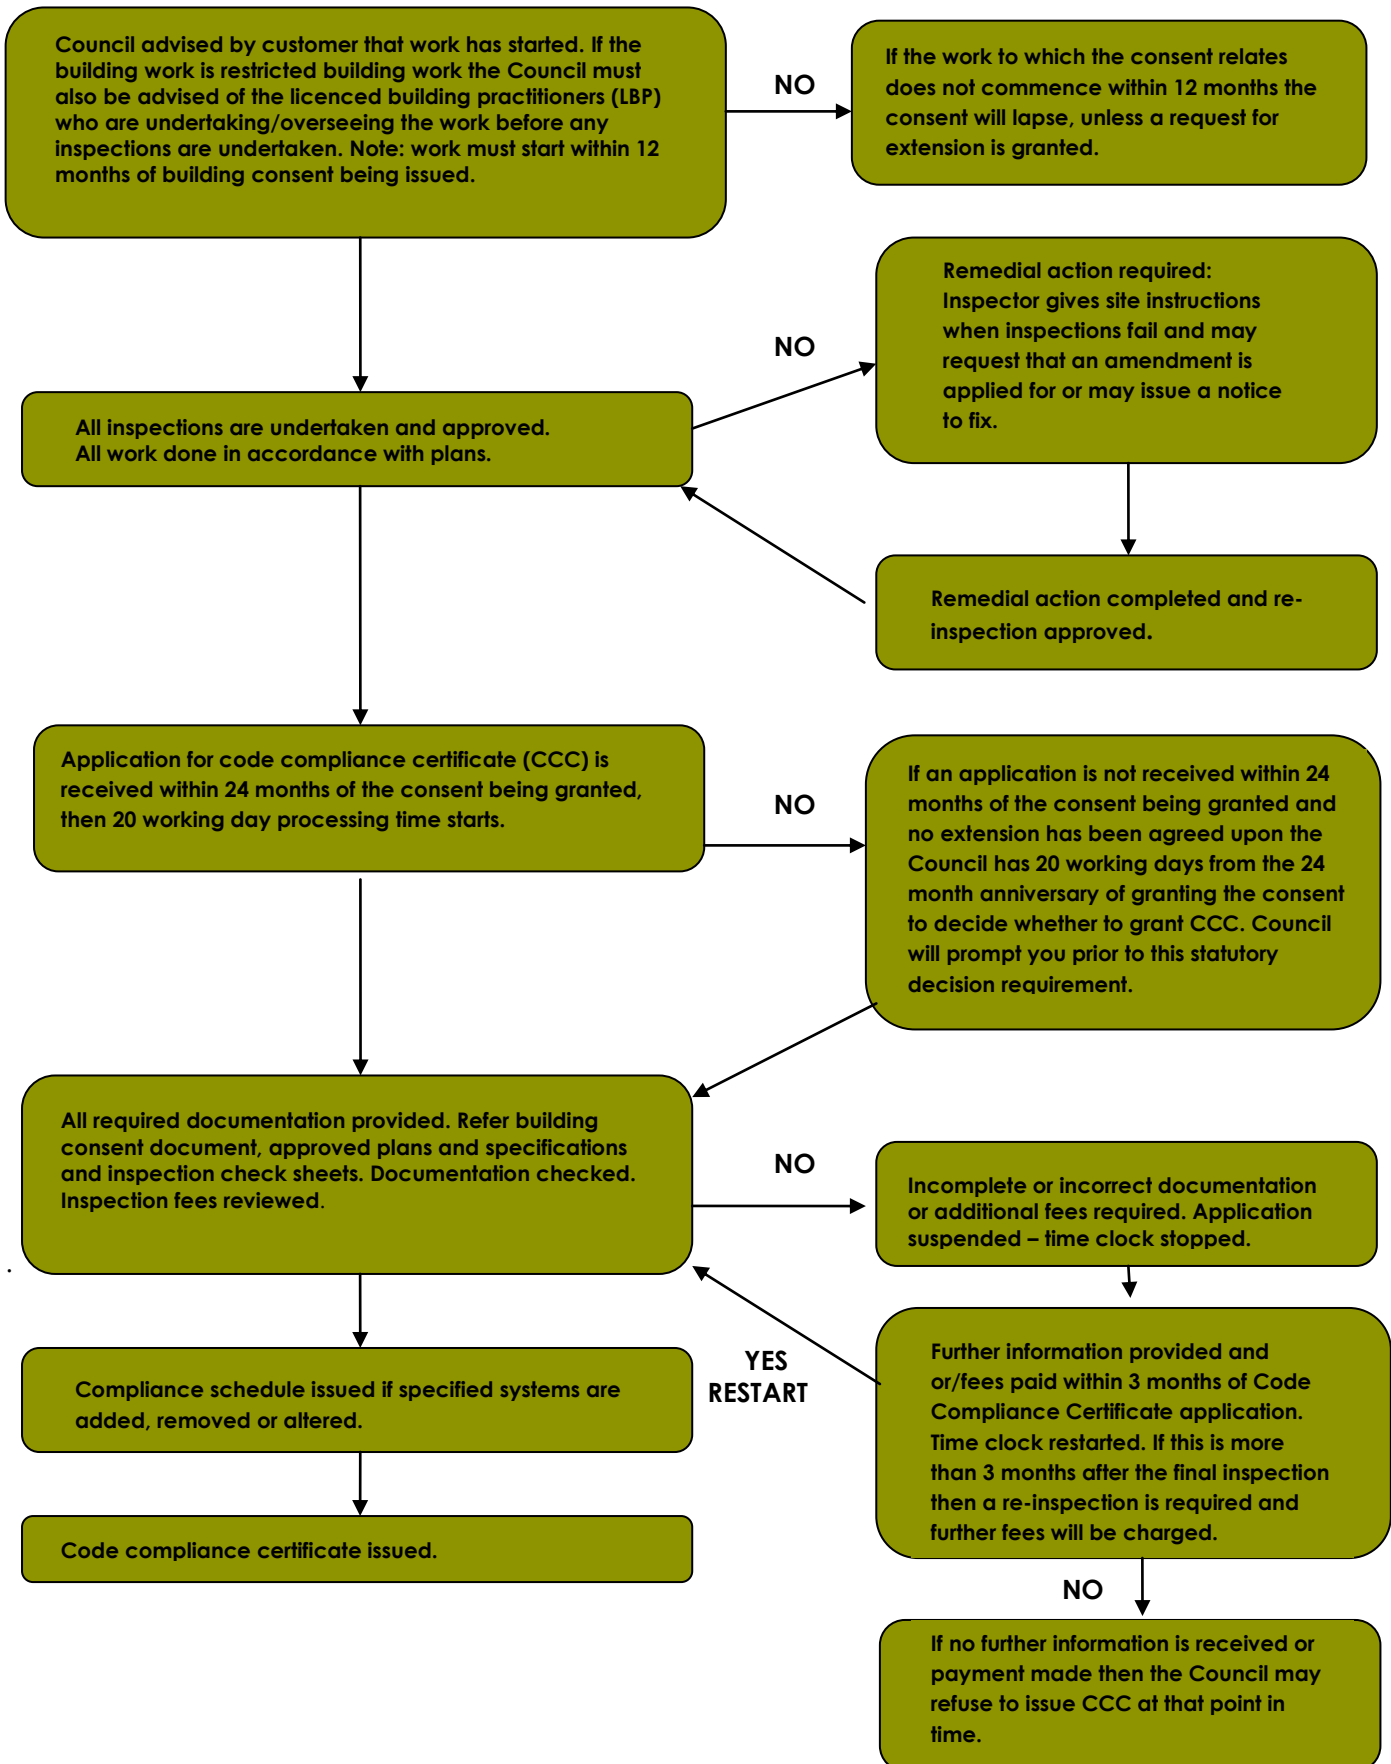 Council advised by customer that work has started. If the
building work is restricted building work the Council must
also be advised of the licenced building practitioners (LBP)
who are undertaking/overseeing the work before any
inspections are undertaken. Note: work must start within 12
months of building consent being issued.
NO
If the work to which the consent relates
does not commence within 12 months the
consent will lapse, unless a request for
extension is granted.
All inspections are undertaken and approved.
All work done in accordance with plans.
NO
Remedial action required:
Inspector gives site instructions
when inspections fail and may
request that an amendment is
applied for or may issue a notice
to fix.
Remedial action completed and re-
inspection approved.
Application for code compliance certificate (CCC) is
received within 24 months of the consent being granted,
then 20 working day processing time starts.
NO
If an application is not received within 24
months of the consent being granted and
no extension has been agreed upon the
Council has 20 working days from the 24
month anniversary of granting the consent
to decide whether to grant CCC. Council
will prompt you prior to this statutory
decision requirement.
All required documentation provided. Refer building
consent document, approved plans and specifications
and inspection check sheets. Documentation checked.
Inspection fees reviewed.
NO
Incomplete or incorrect documentation
or additional fees required. Application
suspended – time clock stopped.
.
YES
RESTART
Further information provided and
or/fees paid within 3 months of Code
Compliance Certificate application.
Time clock restarted. If this is more
than 3 months after the final inspection
then a re-inspection is required and
further fees will be charged.
Compliance schedule issued if specified systems are
added, removed or altered.
Code compliance certificate issued.
NO
If no further information is received or
payment made then the Council may
refuse to issue CCC at that point in
time.